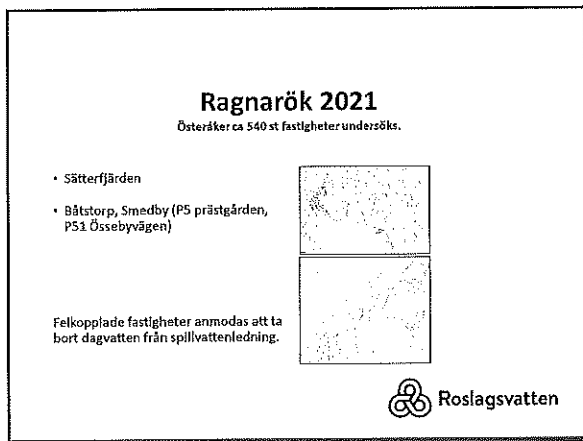 Ragnarök 2021
Österåker ca 540 st fastigheter undersöks.
• Sätterfjärden
• Båtstorp, Smedby (P5 prästgården,
P51 Össebyvägen)
Felkopplade fastigheter anmodas att ta
bort dagvatten från spillvattenledning.
Roslagsvatten